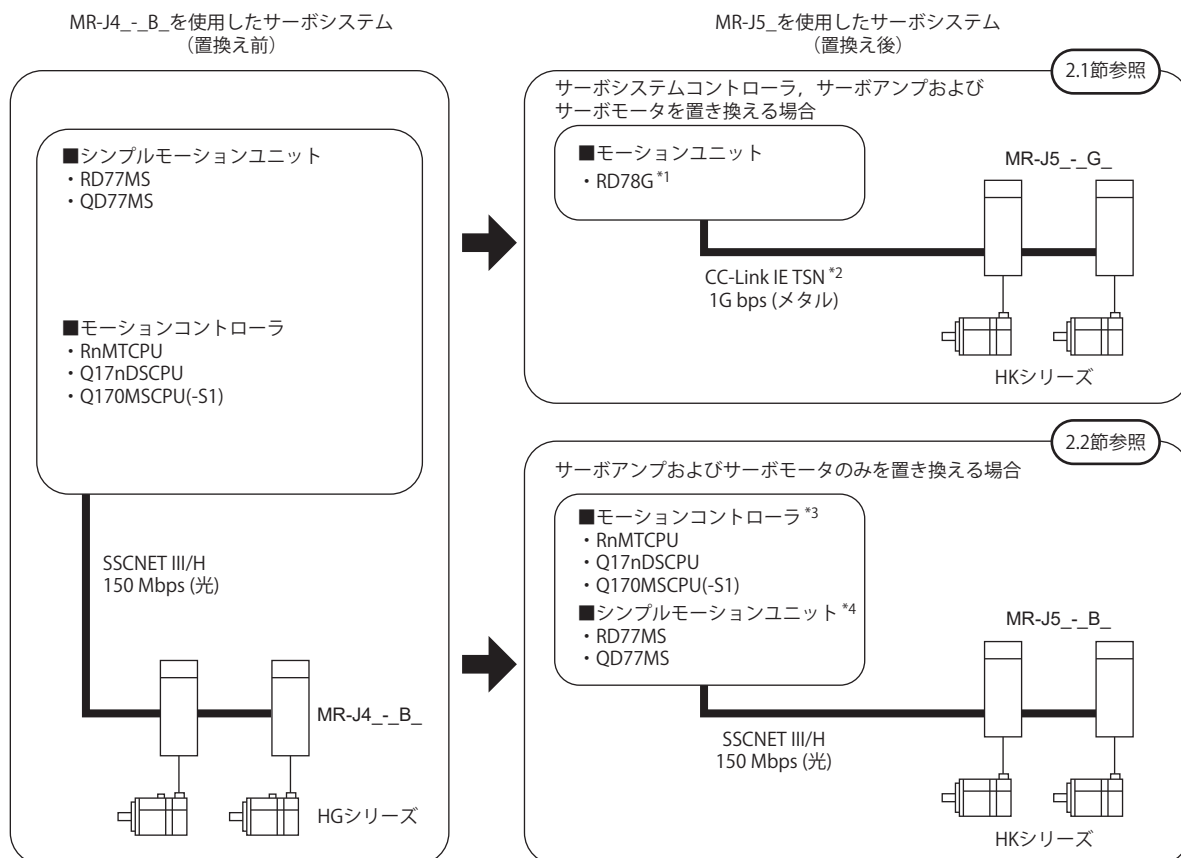 MR-J4_-_B_を使用したサーボシステム
（置換え前）
■シンプルモーションユニット
・RD77MS
・QD77MS
■モーションコントローラ
・RnMTCPU
・Q17nDSCPU
・Q170MSCPU(-S1)
SSCNET III/H
150 Mbps (光)
MR-J4_-_B_
HGシリーズ
MR-J5_を使用したサーボシステム
（置換え後）
2.1節参照
サーボシステムコントローラ，サーボアンプおよび
サーボモータを置き換える場合
■モーションユニット
・RD78G *1
MR-J5_-_G_
CC-Link IE TSN *2
1G bps (メタル)
HKシリーズ
2.2節参照
サーボアンプおよびサーボモータのみを置き換える場合
■モーションコントローラ *3
・RnMTCPU
・Q17nDSCPU
・Q170MSCPU(-S1)
■シンプルモーションユニット *4
・RD77MS
・QD77MS
MR-J5_-_B_
SSCNET III/H
150 Mbps (光)
HKシリーズ